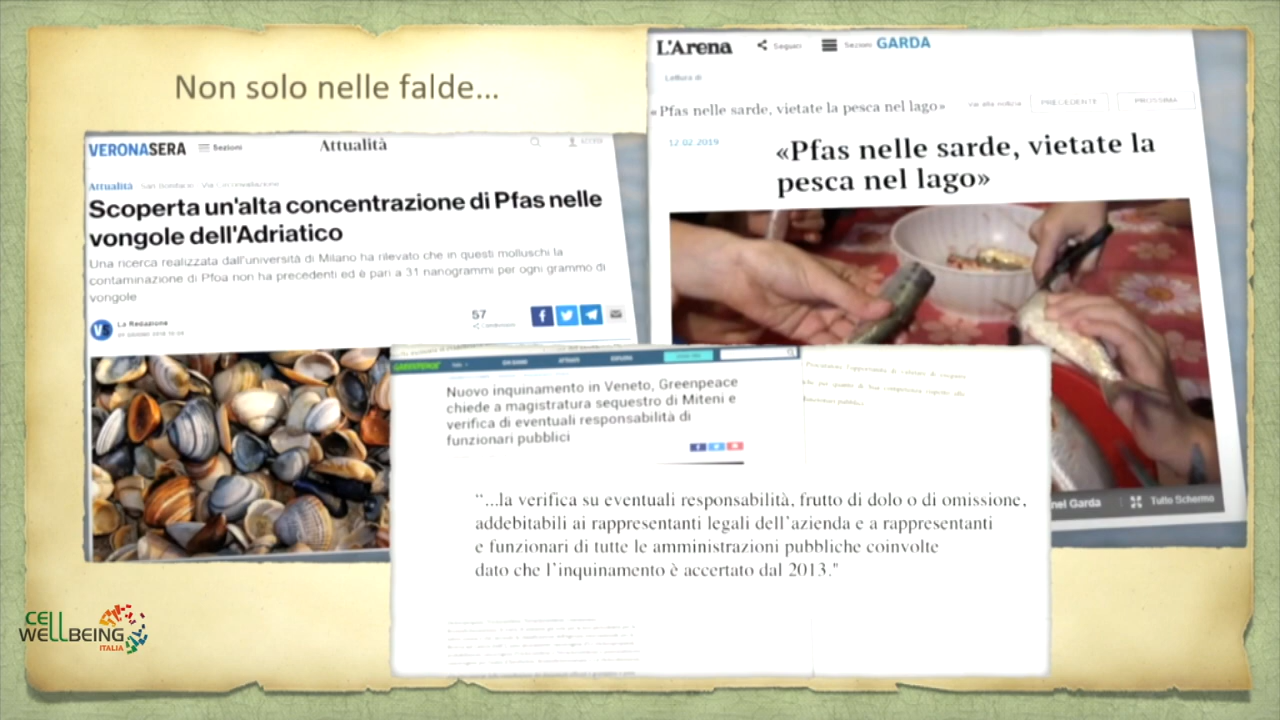 Non solo nelle falde...
VERONASERA
Sezioni
Attualità
Attualità
Scoperta un'alta concentrazione di Pfas nelle
vongole dell'Adriatico
Una ricerca realizzata dall'università di Milano ha rilevato che in questi molluschi la
contaminazione di Pfoa non ha precedenti ed è pari a 31 nanogrammi per ogni grammo di
vongole
La Redazione
57
L'Arena
Seguici
Sezioni
GARDA
Lettura di
«Pfas nelle sarde, vietate la pesca nel lago»
PRECEDENTE
PROSSIMA
12.02.2019
«Pfas nelle sarde, vietate la
pesca nel lago»
nel Garda
Tutto Schermo
GREENPEACE
Nuovo inquinamento in Veneto, Greenpeace
chiede a magistratura sequestro di Miteni e
verifica di eventuali responsabilità di
funzionari pubblici
“...la verifica su eventuali responsabilità, frutto di dolo o di omissione,
addebitabili ai rappresentanti legali dell'azienda e a rappresentanti
e funzionari di tutte le amministrazioni pubbliche coinvolte
dato che l'inquinamento è accertato dal 2013."
CELL
WELLBEING
ITALIA